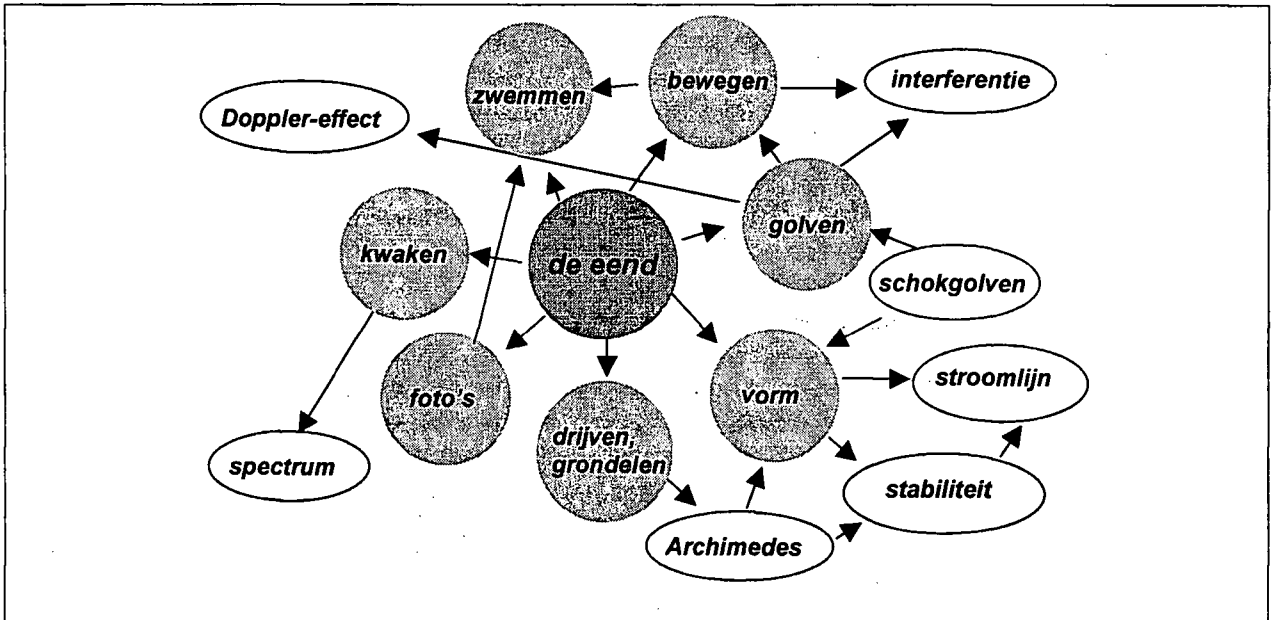 zwemmen
bewegen
interferentie
Doppler-effect
golven
kwaken
de eend
schokgolven
foto's
vorm
stroomlijn
drijven,
grondelen
spectrum
stabiliteit
Archimedes